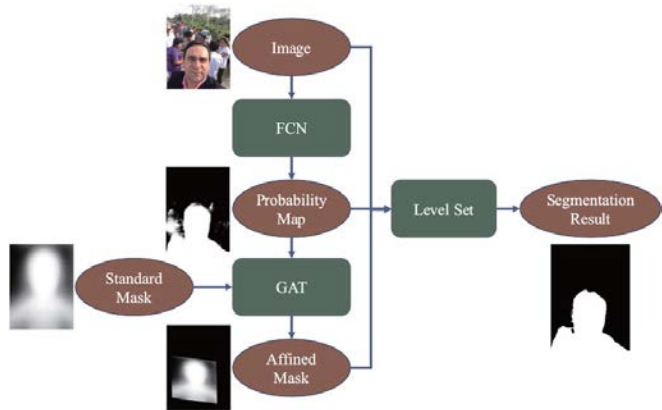 Image
FCN
Probability
Map
Level Set
Segmentation
Result
Standard
Mask
GAT
Affined
Mask